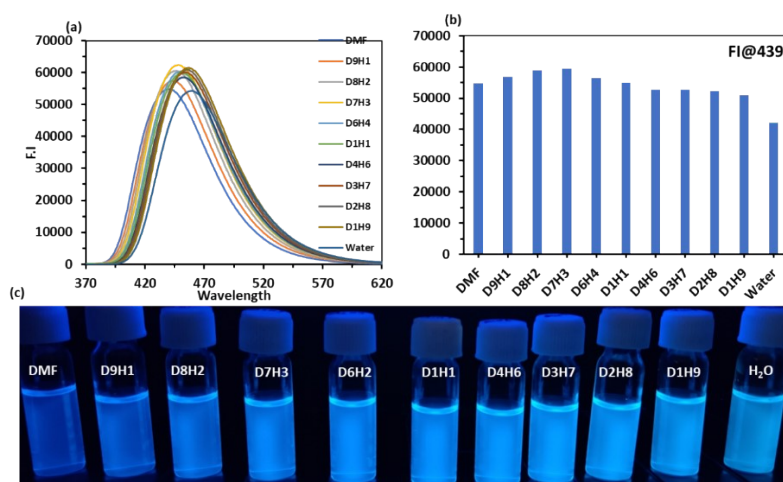 (a)
70000
60000
50000
40000
30000
20000
10000
0
F.I
370
420
470
520
570
620
Wavelength
DMF
D9H1
D8H2
D7H3
D6H4
D1H1
D4H6
D3H7
D2H8
D1H9
Water
(b)
FI@439
70000
60000
50000
40000
30000
20000
10000
0
DMF
D9H1
D8H2
D7H3
D6H4
D1H1
D4H6
D3H7
D2H8
D1H9
Water
(c)
DMF
D9H1
D8H2
D7H3
D6H2
D1H1
D4H6
D3H7
D2H8
D1H9
H₂O